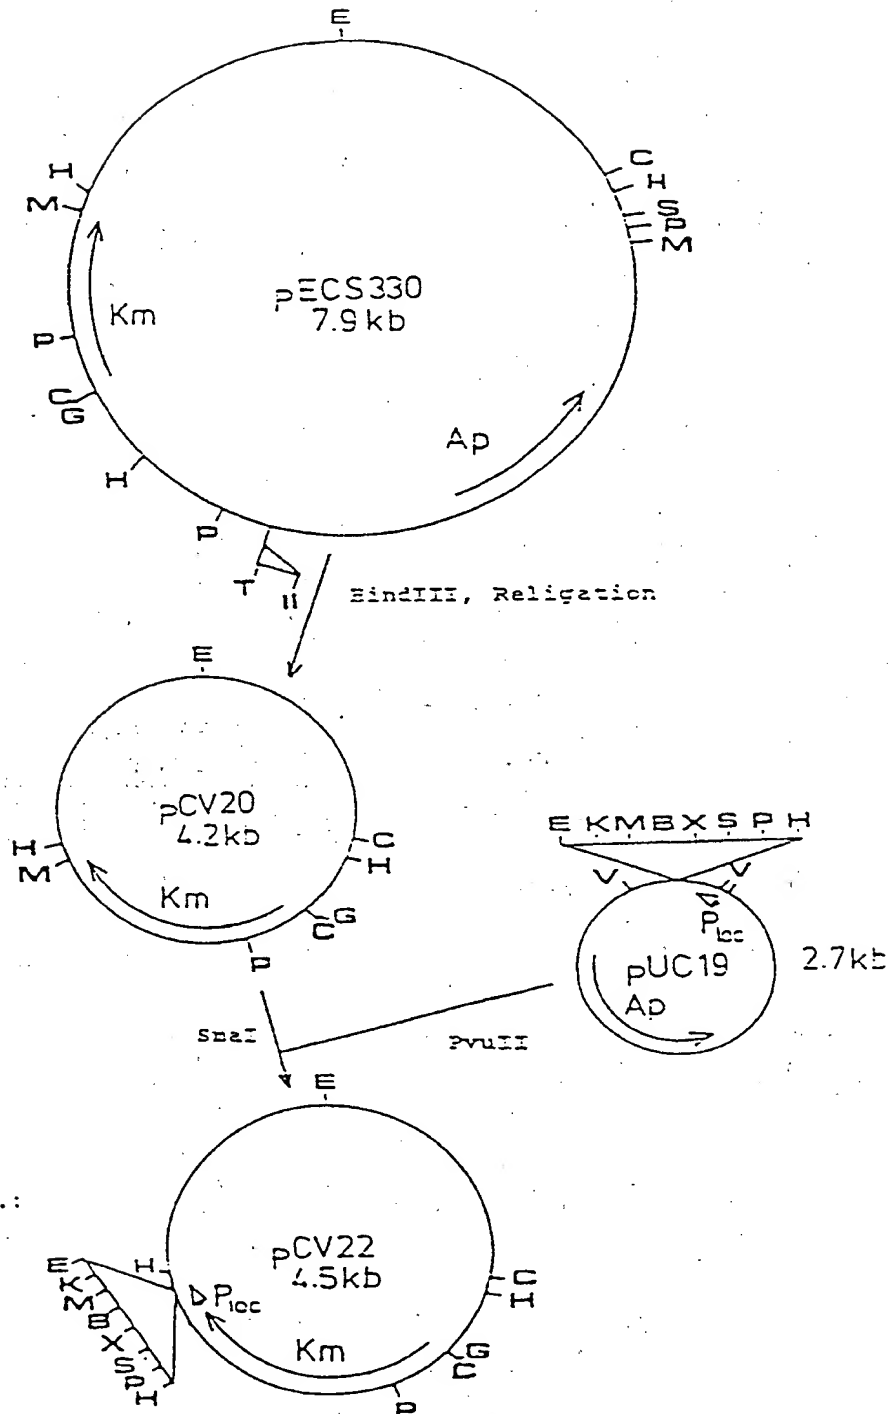 E
C
H
S
P
M
H
M
Km
P
C
G
H
P
T
II
pECS330
7.9 kb
Ap
HindIII, Religation
E
pCV20
4.2kb
H
M
Km
C
H
G
C
P
E K M B X S P H
V
V
Plac
pUC19
Ap
2.7kb
SmaI
PvuII
E
.:
pCV22
4.5kb
H
Plac
E
K
M
B
X
S
P
H
Km
C
H
G
C
P